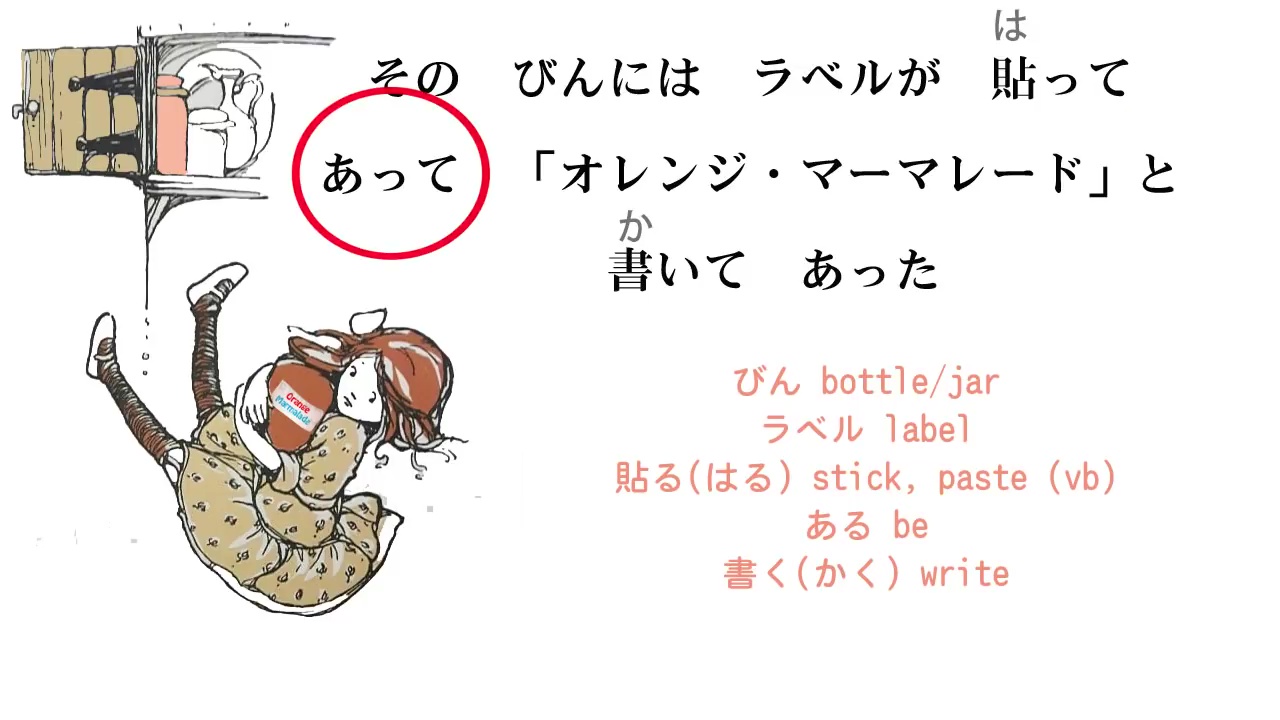 は
その びんには ラベルが 貼って
あって 「オレンジ・マーマレード」と
か
書いて あった
Orange
Marmalade
びん bottle/jar
ラベル label
貼る(はる) stick, paste (vb)
ある be
書く(かく) write